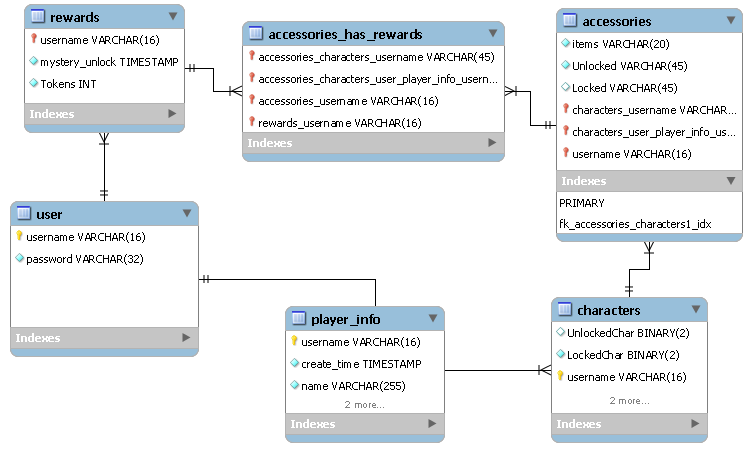 rewards
username VARCHAR(16)
mystery_unlock TIMESTAMP
Tokens INT
Indexes
accessories_has_rewards
accessories_characters_username VARCHAR(45)
accessories_characters_user_player_info_usern...
accessories_username VARCHAR(16)
rewards_username VARCHAR(16)
Indexes
accessories
items VARCHAR(20)
Unlocked VARCHAR(45)
Locked VARCHAR(45)
characters_username VARCHAR...
characters_user_player_info_us...
username VARCHAR(16)
Indexes
PRIMARY
fk_accessories_characters1_idx
user
username VARCHAR(16)
password VARCHAR(32)
Indexes
player_info
username VARCHAR(16)
create_time TIMESTAMP
name VARCHAR(255)
2 more...
Indexes
characters
UnlockedChar BINARY(2)
LockedChar BINARY(2)
username VARCHAR(16)
2 more...
Indexes